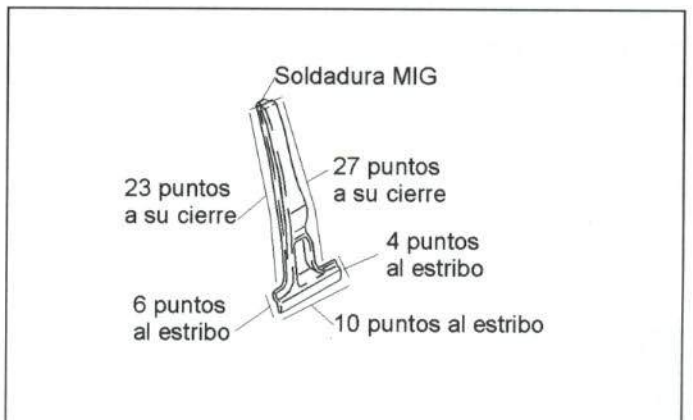 Soldadura MIG
23 puntos
a su cierre
27 puntos
a su cierre
4 puntos
al estribo
6 puntos
al estribo
10 puntos al estribo